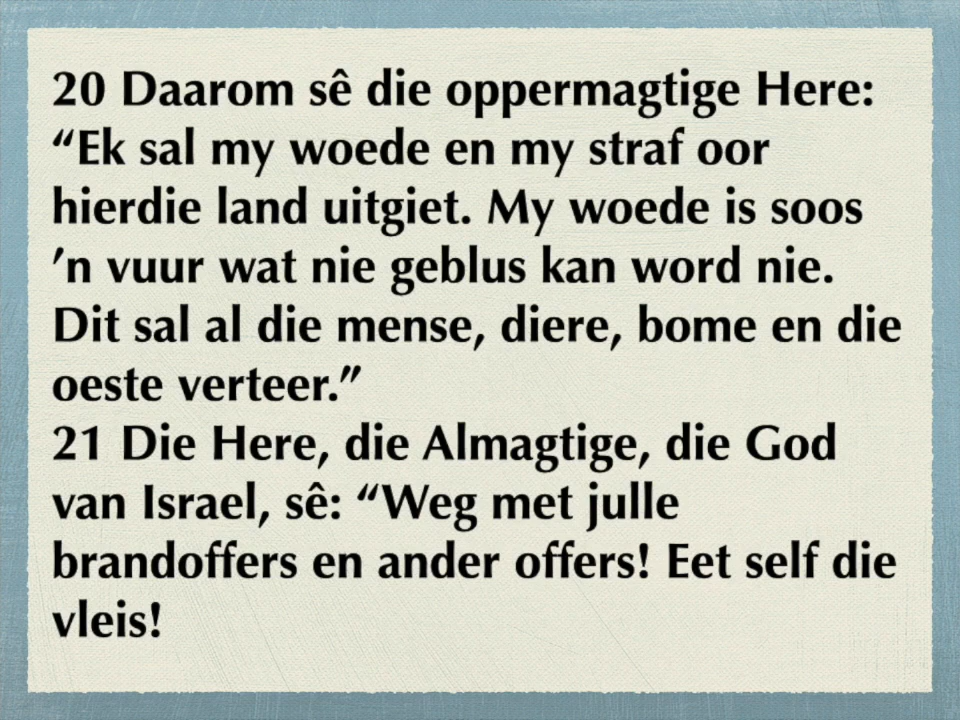 20 Daarom sê die oppermagtige Here:
“Ek sal my woede en my straf oor
hierdie land uitgiet. My woede is soos
’n vuur wat nie geblus kan word nie.
Dit sal al die mense, diere, bome en die
oeste verteer.”
21 Die Here, die Almagtige, die God
van Israel, sê: “Weg met julle
brandoffers en ander offers! Eet self die
vleis!